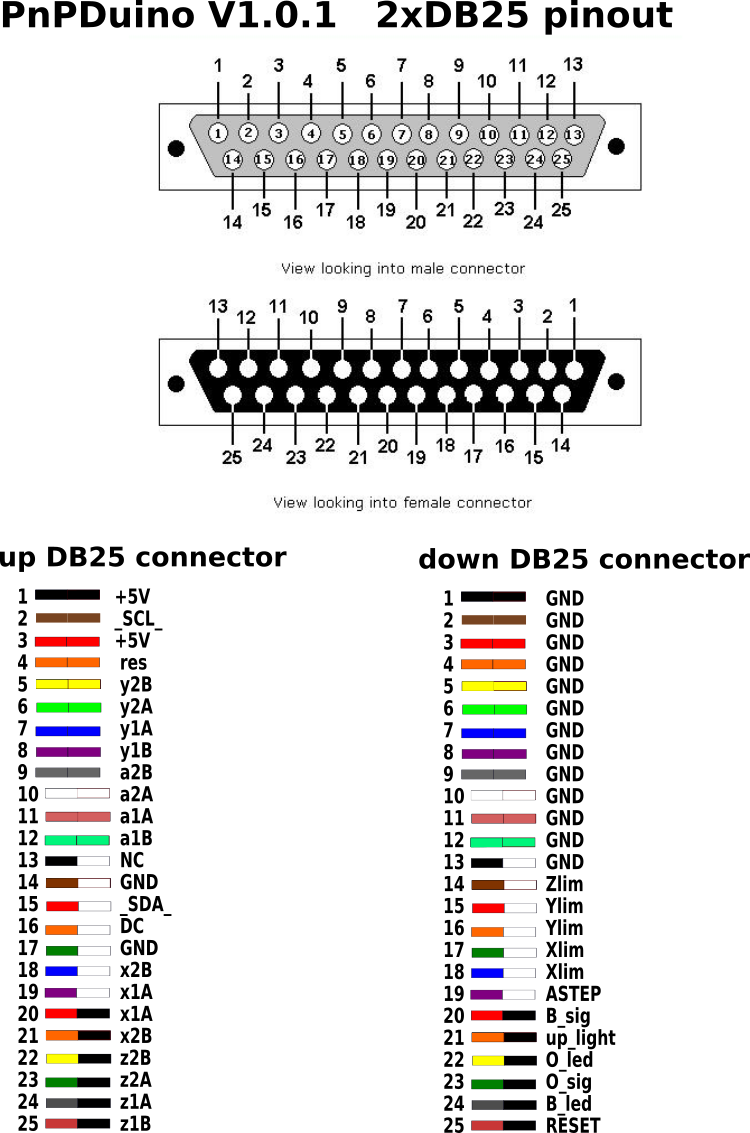 PnPDuino V1.0.1   2xDB25 pinout
1 2 3 4 5 6 7 8 9 10 11 12 13
1 2 3 4 5 6 7 8 9 10 11 12 13
14 15 16 17 18 19 20 21 22 23 24 25
14 15 16 17 18 19 20 21 22 23 24 25
View looking into male connector
13 12 11 10 9 8 7 6 5 4 3 2 1
25 24 23 22 21 20 19 18 17 16 15 14
View looking into female connector
up DB25 connector
1 +5V
2 _SCL_
3 +5V
4 res
5 y2B
6 y2A
7 y1A
8 y1B
9 a2B
10 a2A
11 a1A
12 a1B
13 NC
14 GND
15 _SDA_
16 DC
17 GND
18 x2B
19 x1A
20 x1A
21 x2B
22 z2B
23 z2A
24 z1A
25 z1B
down DB25 connector
1 GND
2 GND
3 GND
4 GND
5 GND
6 GND
7 GND
8 GND
9 GND
10 GND
11 GND
12 GND
13 GND
14 Zlim
15 Ylim
16 Ylim
17 Xlim
18 Xlim
19 ASTEP
20 B_sig
21 up_light
22 O_led
23 O_sig
24 B_led
25 RESET